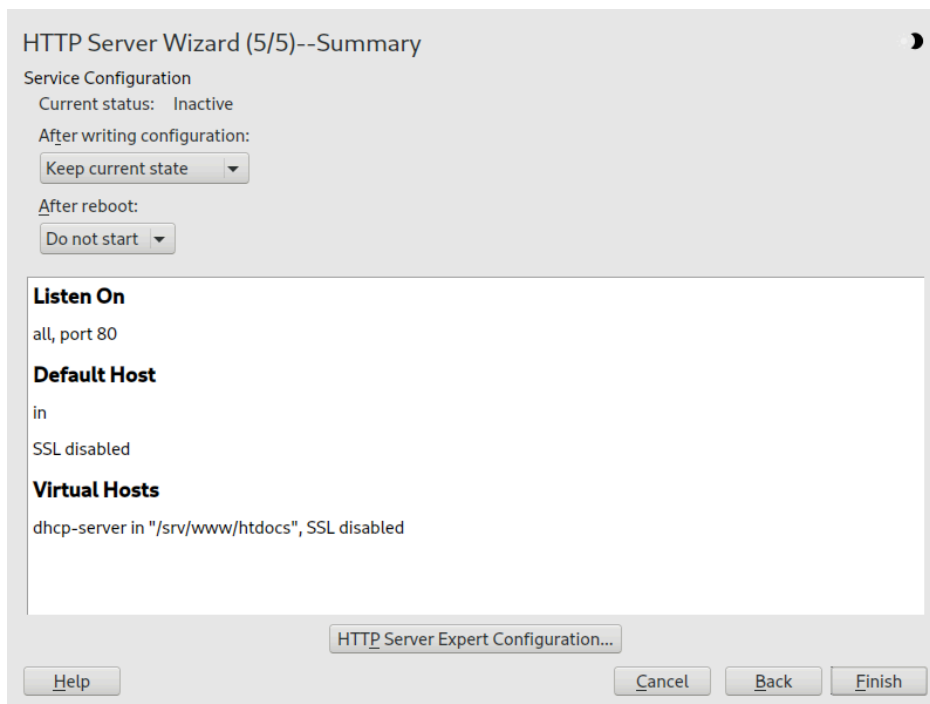 HTTP Server Wizard (5/5)--Summary
Service Configuration
Current status: Inactive
After writing configuration:
Keep current state
After reboot:
Do not start
Listen On
all, port 80
Default Host
in
SSL disabled
Virtual Hosts
dhcp-server in "/srv/www/htdocs", SSL disabled
HTTP Server Expert Configuration...
Help Cancel Back Finish